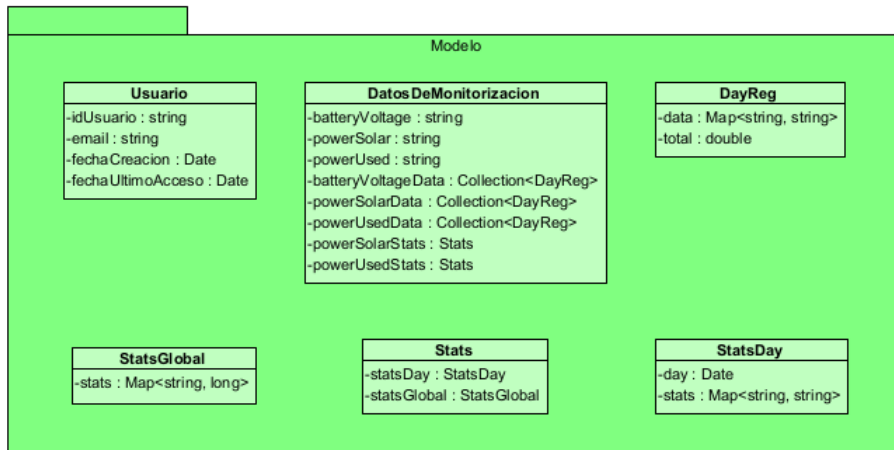 Modelo
Usuario
-idUsuario : string
-email : string
-fechaCreacion : Date
-fechaUltimoAcceso : Date
DatosDeMonitorizacion
-batteryVoltage : string
-powerSolar : string
-powerUsed : string
-batteryVoltageData : Collection<DayReg>
-powerSolarData : Collection<DayReg>
-powerUsedData : Collection<DayReg>
-powerSolarStats : Stats
-powerUsedStats : Stats
DayReg
-data : Map<string, string>
-total : double
StatsGlobal
-stats : Map<string, long>
Stats
-statsDay : StatsDay
-statsGlobal : StatsGlobal
StatsDay
-day : Date
-stats : Map<string, string>